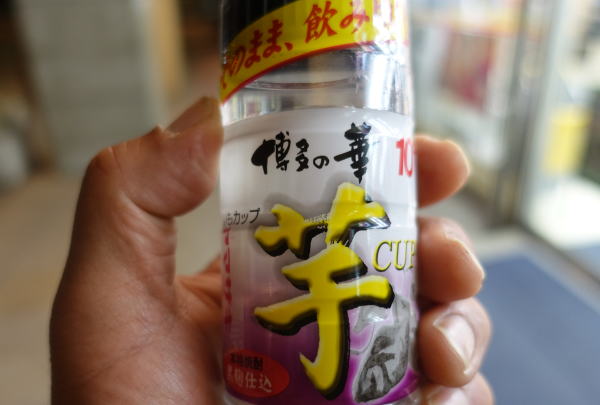 のまま、飲み
博多の華
10
カップ
芋
CUP
本格焼酎
黒麹仕込